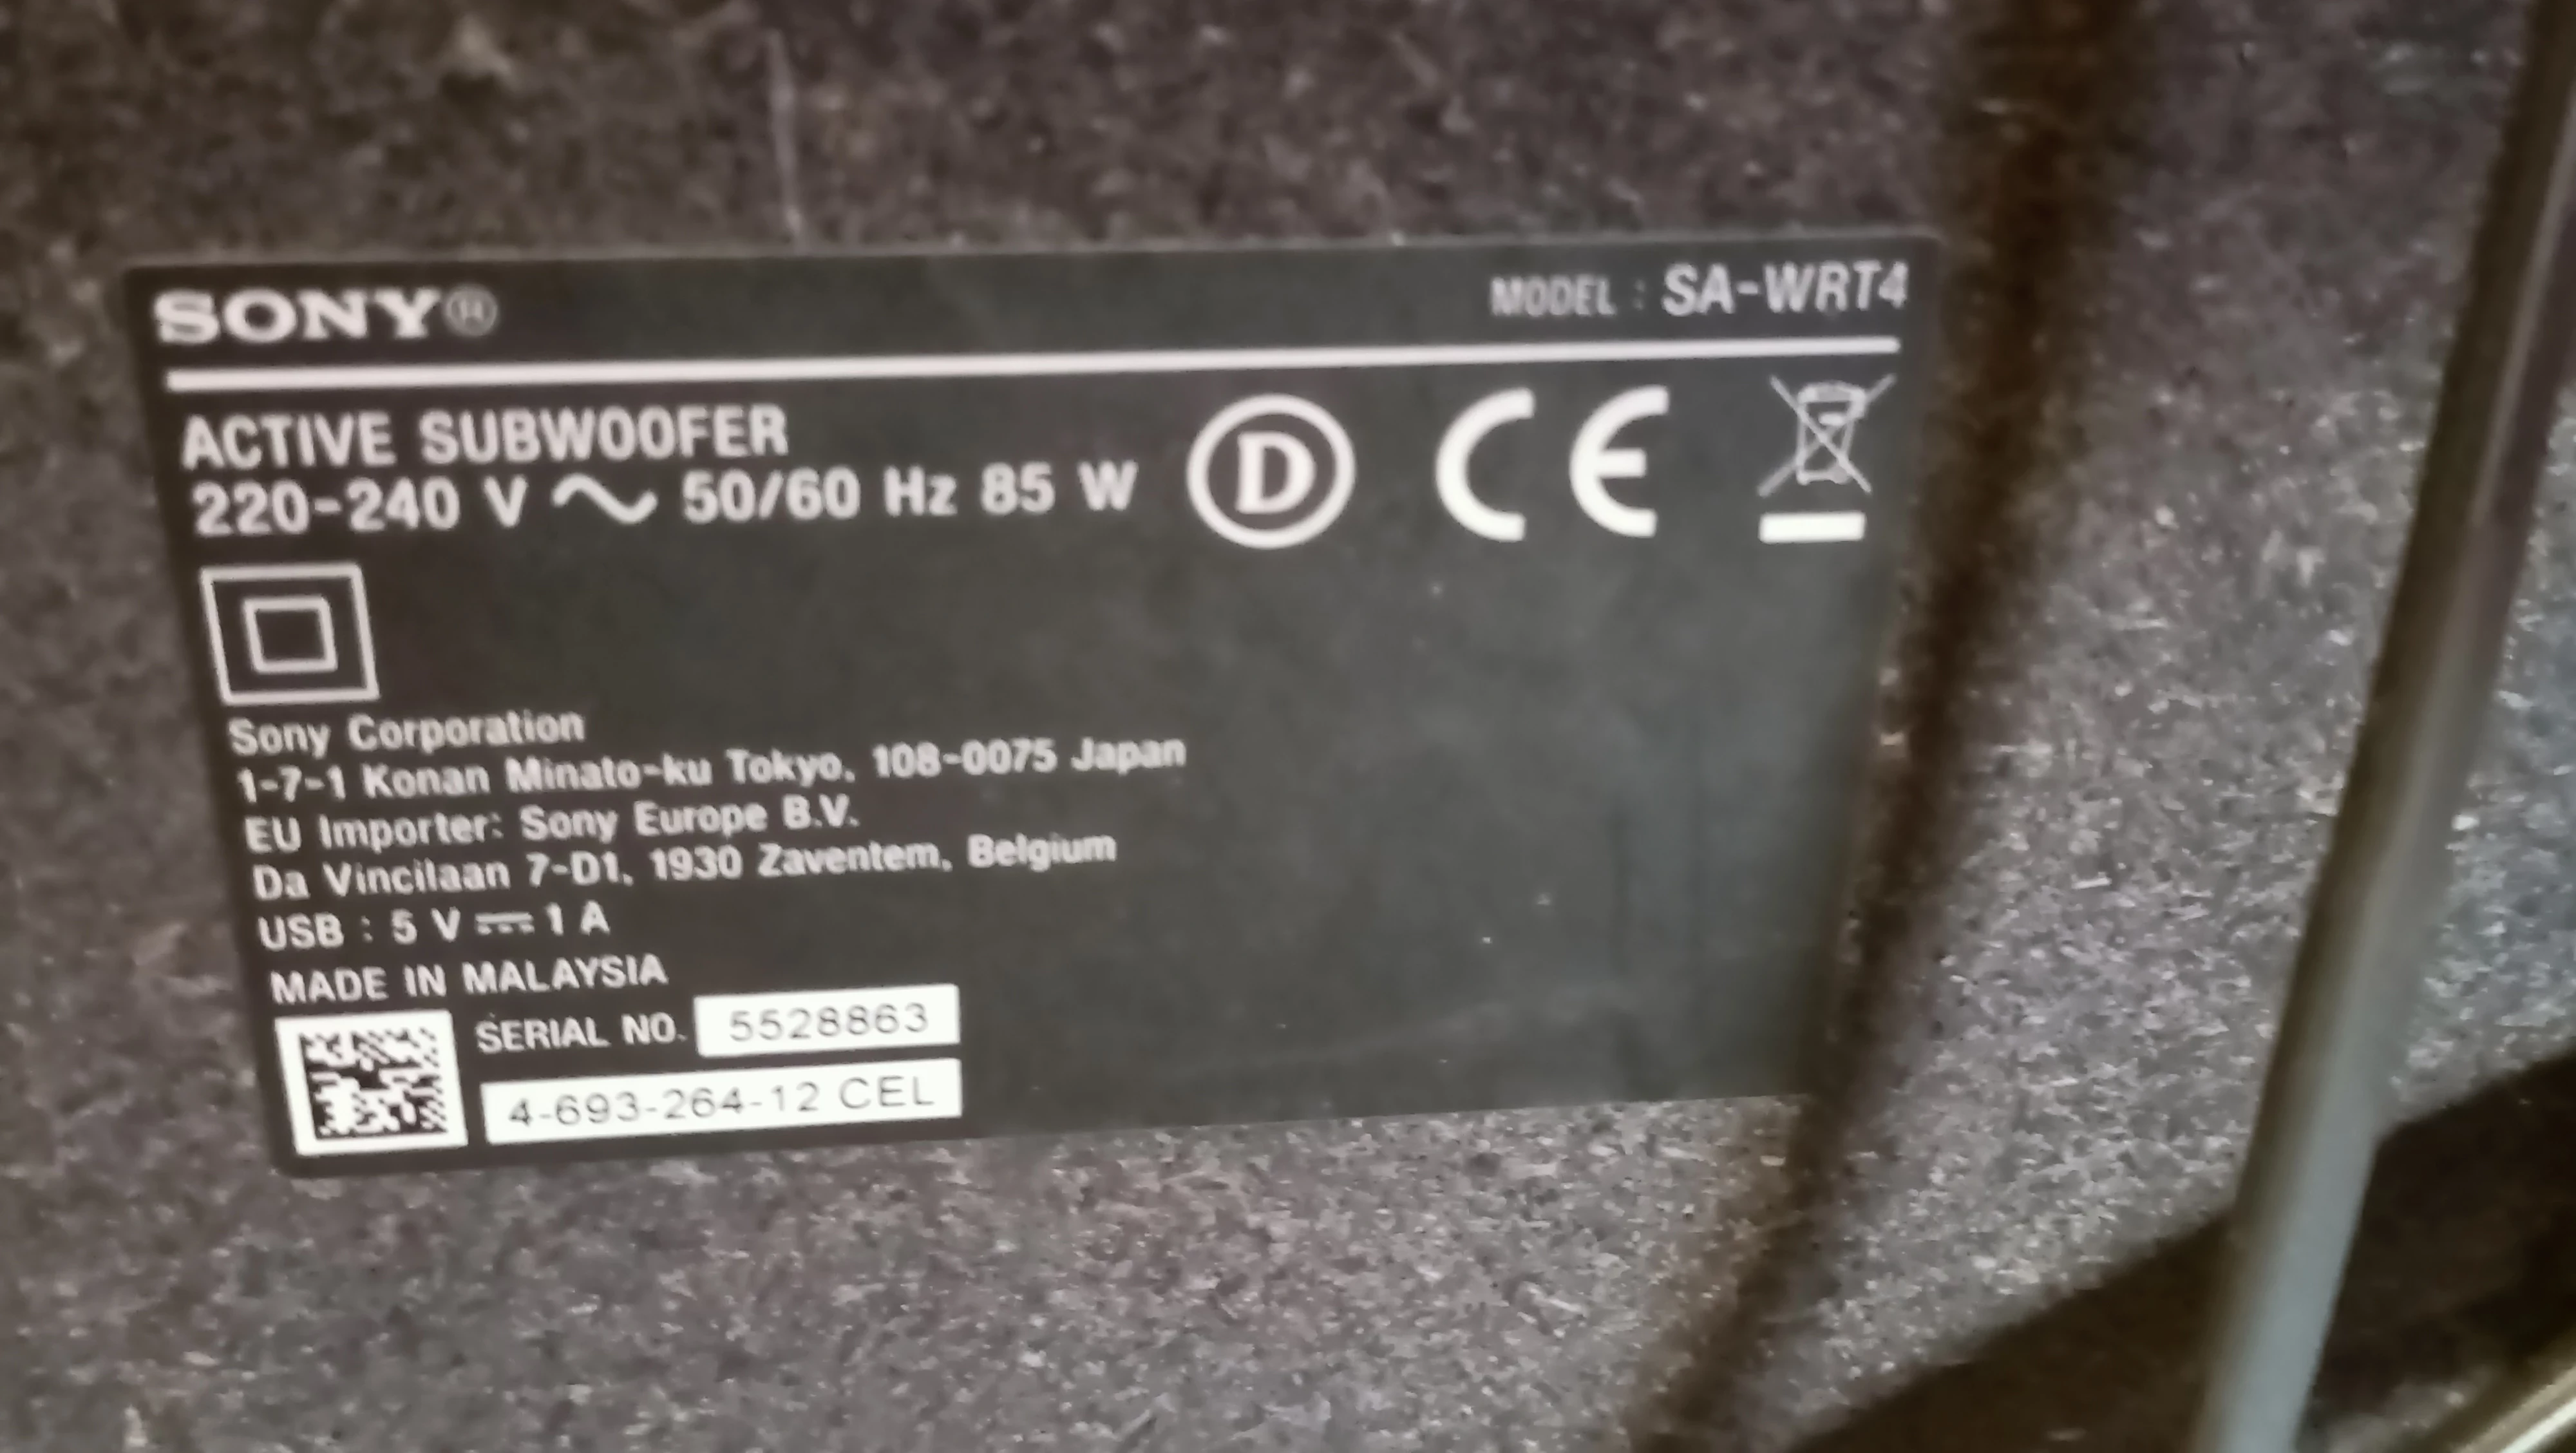 SONY®
MODEL : SA-WRT4
ACTIVE SUBWOOFER
220-240 V ~ 50/60 Hz 85 W
D
CE
Sony Corporation
1-7-1 Konan Minato-ku Tokyo, 108-0075 Japan
EU Importer: Sony Europe B.V.
Da Vincilaan 7-D1, 1930 Zaventem, Belgium
USB : 5 V ⎓ 1 A
MADE IN MALAYSIA
SERIAL NO. 5528863
4-693-264-12 CEL